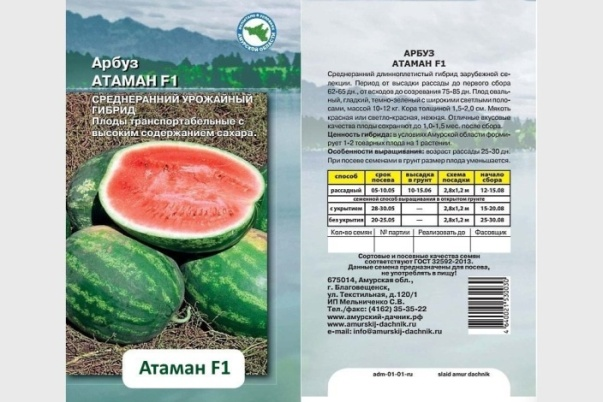 АМУРСКОЙ ОБЛАСТИ
Арбуз
АТАМАН F1
СРЕДНЕРАННИЙ УРОЖАЙНЫЙ
ГИБРИД
Плоды транспортабельные с
высоким содержанием сахара.
Атаман F1
АРБУЗ
АТАМАН F1
Среднеранний длинноплетистый гибрид зарубежной се-
лекции. Период от высадки рассады до первого сбора
62-65 дн., от всходов до созревания 75-85 дн. Плод оваль-
ный, гладкий, темно-зеленый с широкими светлыми поло-
сами, массой 10-12 кг. Кора толщиной 1,5-2,0 см. Мякоть
красная или светло-красная, нежная. Отличные вкусовые
качества плоды сохраняют до 1,0-1,5 мес. после сбора.
Ценность гибрида: в условиях Амурской области форми-
рует 1-2 товарных плода на 1 растении.
Особенности выращивания: возраст рассады 25-30 дн.
При посеве семенами в грунт размер плода уменьшается.
способ срок посева высадка в грунт схема посадки начало сбора
рассадный 05-10.05 10-15.06 2,8х1,2 м 12-15.08
семенной способ выращивания в открытом грунте
с укрытием 28-30.05 — 2,8х1,2 м 15-20.08
без укрытия 20-25.05 — 2,8х1,2 м 25-30.08
Кол-во семян № партии Реализовать до Фасовщик
Сортовые и посевные качества семян
соответствуют ГОСТ 32592-2013.
Данные семена предназначены для посева,
не употреблять в пищу!
675014, Амурская обл.,
г. Благовещенск,
ул. Текстильная, д.120/1
ИП Мельниченко С.В.
Тел./факс: (4162) 35-35-22
www.амурский-дачник.рф
www.amurskij-dachnik.ru
e-mail: info@amurskij-dachnik.ru
adm-01-01-ru slaid amur dachnik